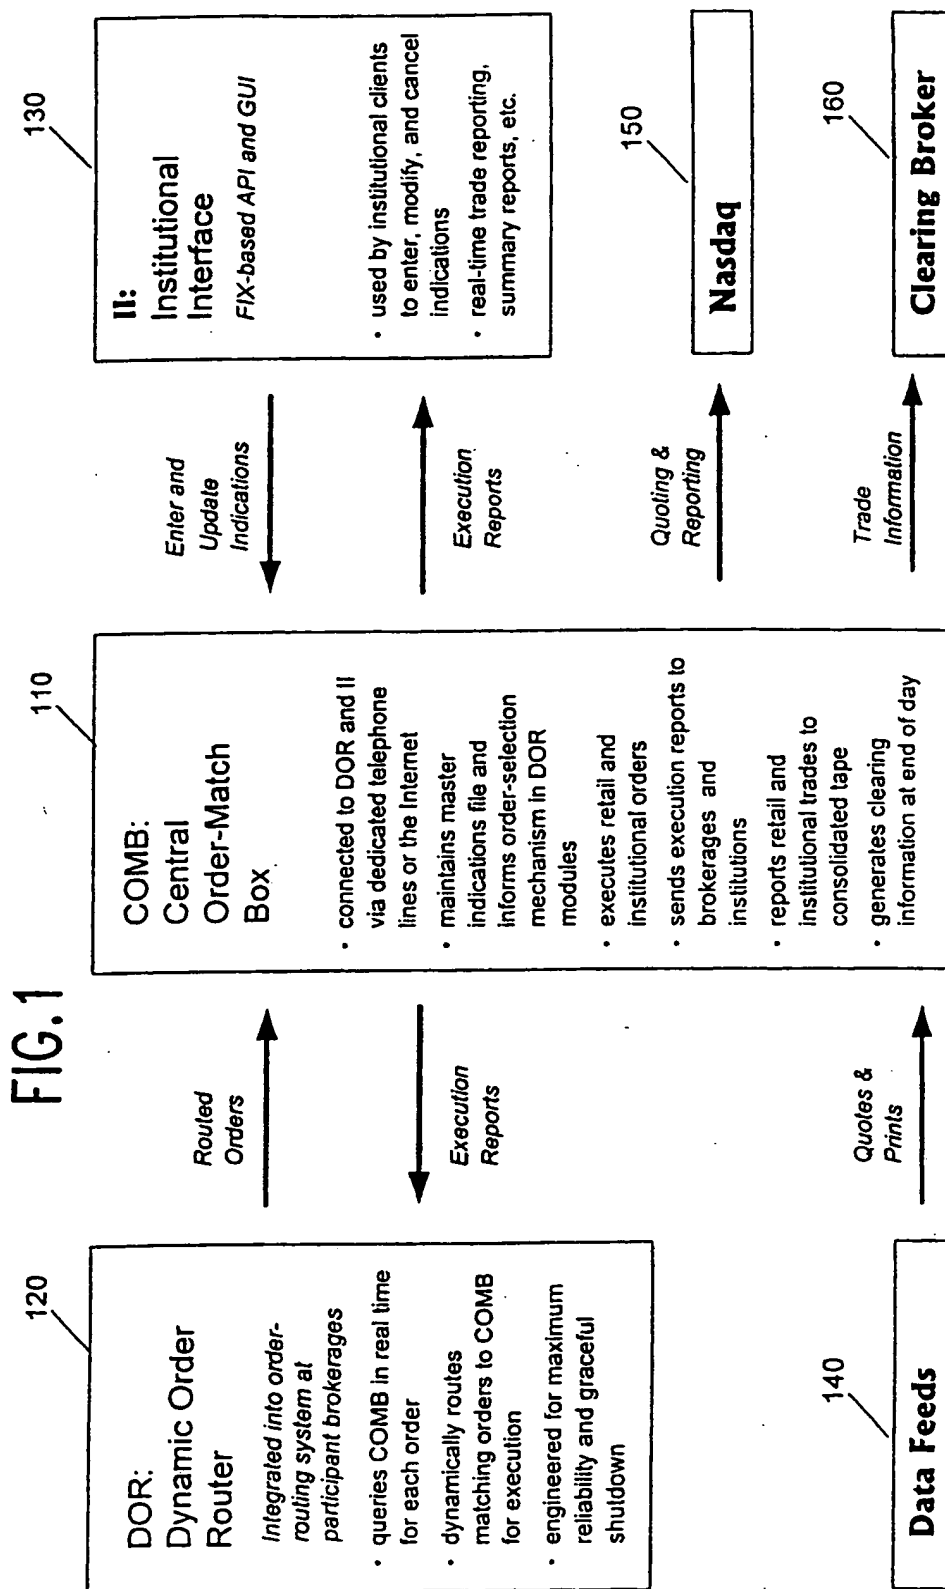 FIG.1
120
DOR:
Dynamic Order
Router
Integrated into order-
routing system at
participant brokerages
• queries COMB in real time
for each order
• dynamically routes
matching orders to COMB
for execution
• engineered for maximum
reliability and graceful
shutdown
140
Data Feeds
Routed
Orders
Execution
Reports
Quotes &
Prints
110
COMB:
Central
Order-Match
Box
• connected to DOR and II
via dedicated telephone
lines or the Internet
• maintains master
indications file and
informs order-selection
mechanism in DOR
modules
• executes retail and
institutional orders
• sends execution reports to
brokerages and
institutions
• reports retail and
institutional trades to
consolidated tape
• generates clearing
information at end of day
Enter and
Update
Indications
Execution
Reports
Quoting &
Reporting
Trade
Information
130
II:
Institutional
Interface
FIX-based API and GUI
• used by institutional clients
to enter, modify, and cancel
indications
• real-time trade reporting,
summary reports, etc.
150
Nasdaq
160
Clearing Broker